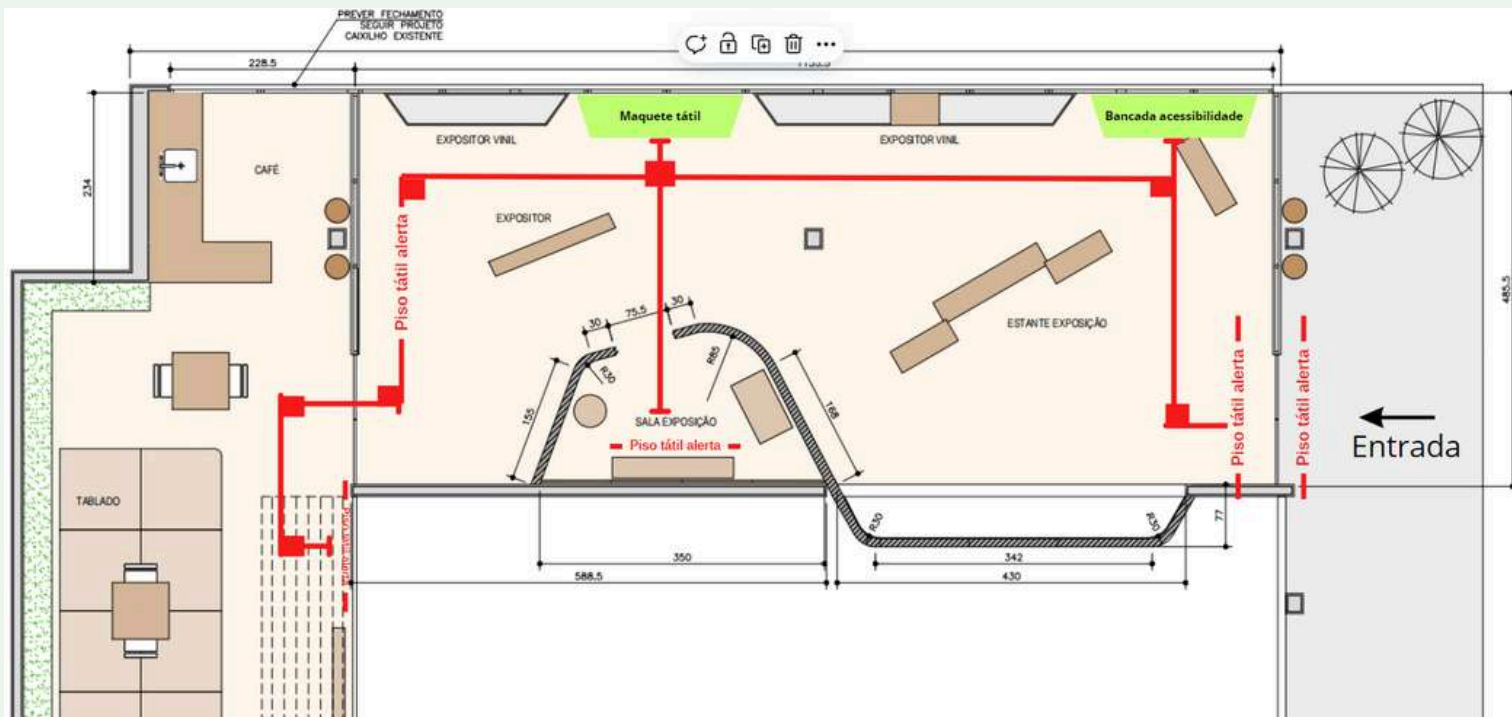 PREVER FECHAMENTO
SEGUIR PROJETO
CAIXILHO EXISTENTE
228.5
Maquete tátil
Bancada acessibilidade
EXPOSITOR VINIL
EXPOSITOR VINIL
CAFÉ
234
EXPOSITOR
Piso tátil alerta
485.5
30
75.5
30
ESTANTE EXPOSIÇÃO
R30
R85
155
168
SALA EXPOSIÇÃO
Piso tátil alerta
Piso tátil alerta
Piso tátil alerta
Entrada
TABLADO
R30
R30
77
350
342
588.5
430